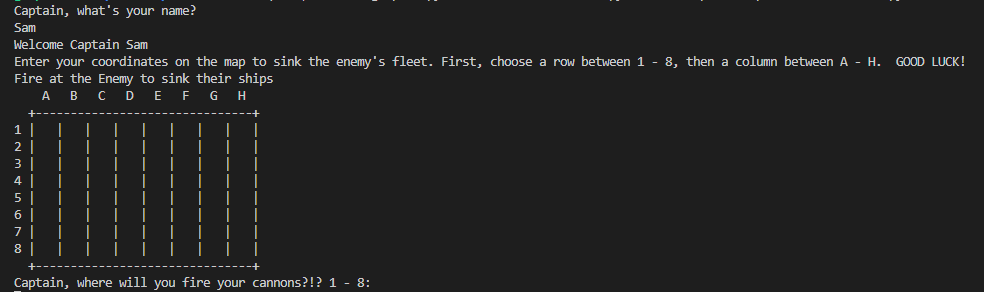 Captain, what's your name?
Sam
Welcome Captain Sam
Enter your coordinates on the map to sink the enemy's fleet. First, choose a row between 1 - 8, then a column between A - H.  GOOD LUCK!
Fire at the Enemy to sink their ships
    A   B   C   D   E   F   G   H
  +-------------------------------+
1 |   |   |   |   |   |   |   |   |
2 |   |   |   |   |   |   |   |   |
3 |   |   |   |   |   |   |   |   |
4 |   |   |   |   |   |   |   |   |
5 |   |   |   |   |   |   |   |   |
6 |   |   |   |   |   |   |   |   |
7 |   |   |   |   |   |   |   |   |
8 |   |   |   |   |   |   |   |   |
  +-------------------------------+
Captain, where will you fire your cannons?!? 1 - 8: